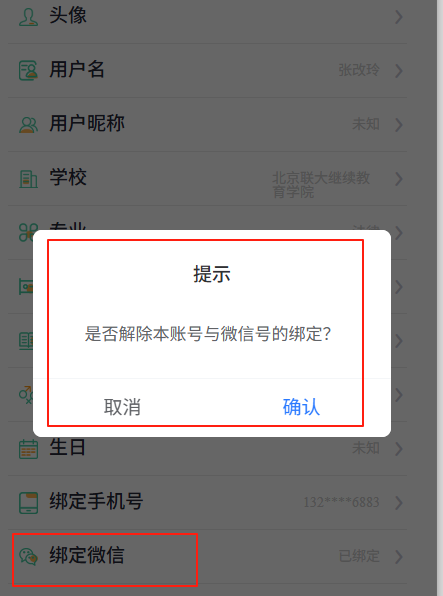 头像
用户名 张改玲
用户昵称 未知
学校 北京联大继续教
育学院
提示
是否解除本账号与微信号的绑定?
取消 确认
生日 未知
绑定手机号 132****6883
绑定微信 已绑定